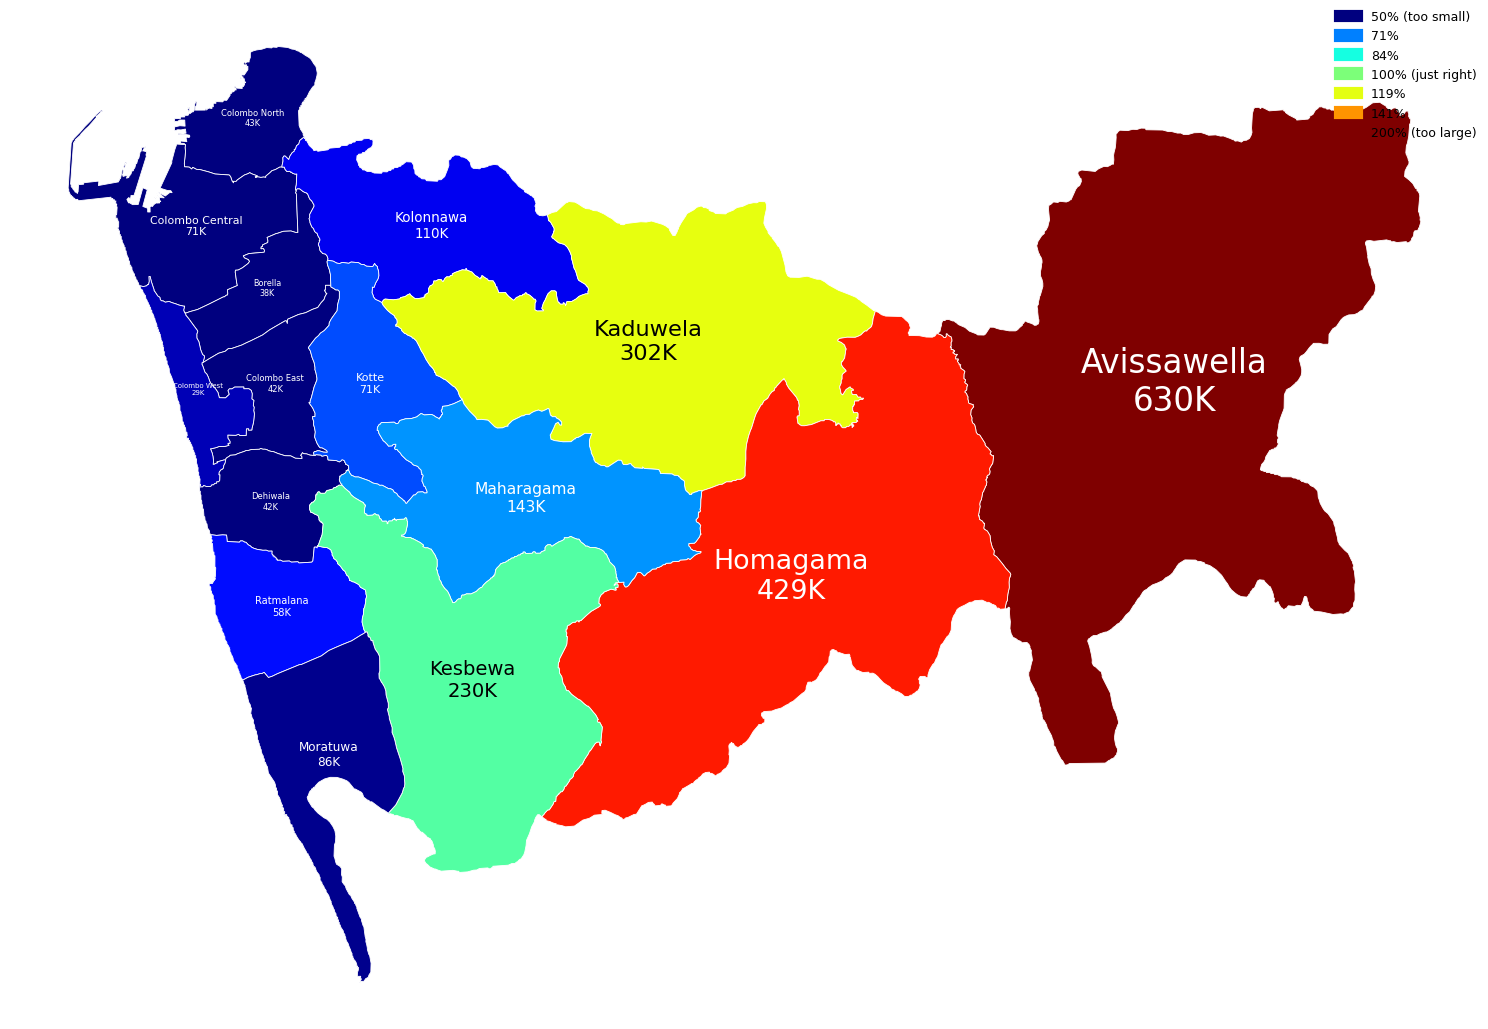 50% (too small)
71%
84%
100% (just right)
119%
141%
200% (too large)
Colombo North
43K
Colombo Central
71K
Kolonnawa
110K
Borella
38K
Kaduwela
302K
Avissawella
630K
Colombo West
29K
Colombo East
42K
Kotte
71K
Maharagama
143K
Dehiwala
42K
Homagama
429K
Ratmalana
58K
Kesbewa
230K
Moratuwa
86K